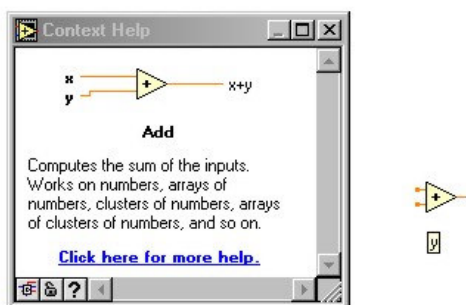 Context Help
x
y
x+y
Add
Computes the sum of the inputs.
Works on numbers, arrays of
numbers, clusters of numbers, arrays
of clusters of numbers, and so on.
Click here for more help.
?
y